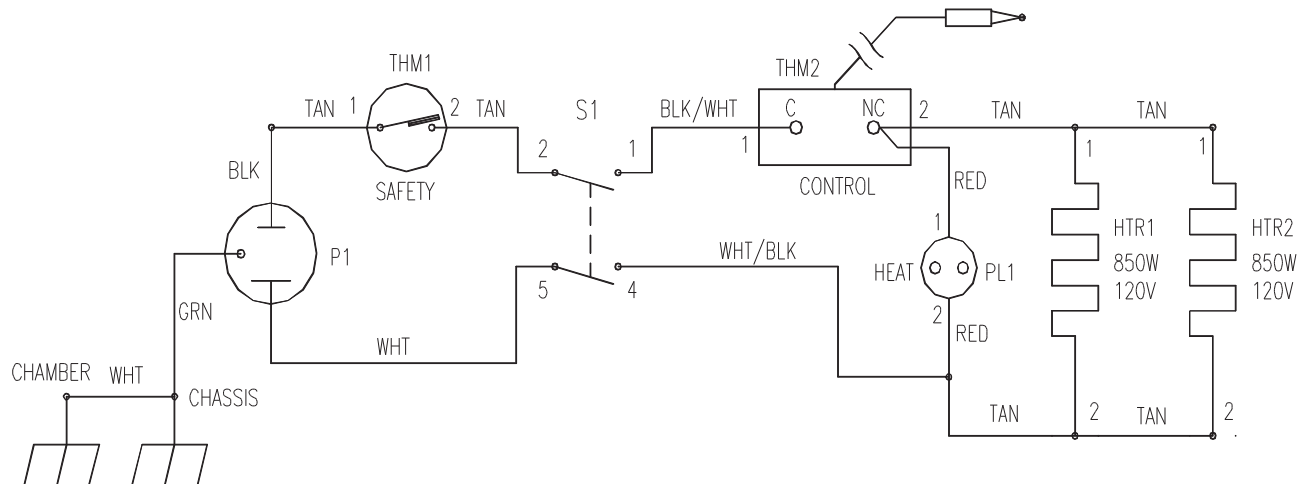 THM1
TAN 1 2 TAN
SAFETY
BLK
P1
GRN
WHT
CHAMBER WHT
CHASSIS
S1
2 1
5 4
BLK/WHT
WHT/BLK
THM2
C NC
1 2
CONTROL
TAN TAN
RED
1
HEAT PL1
2
RED
1 1
HTR1
850W
120V
HTR2
850W
120V
TAN 2 TAN 2